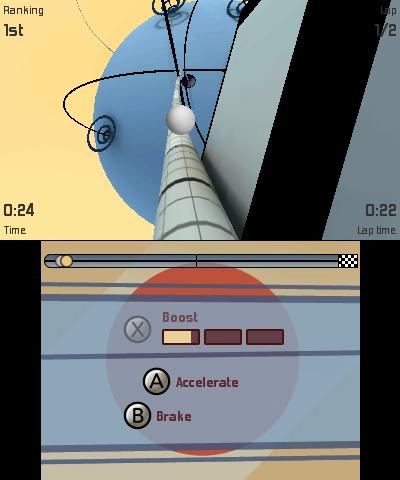 Ranking
Lap
1st
1/2
0:24
0:22
Time
Lap time
Boost
X
A Accelerate
B Brake